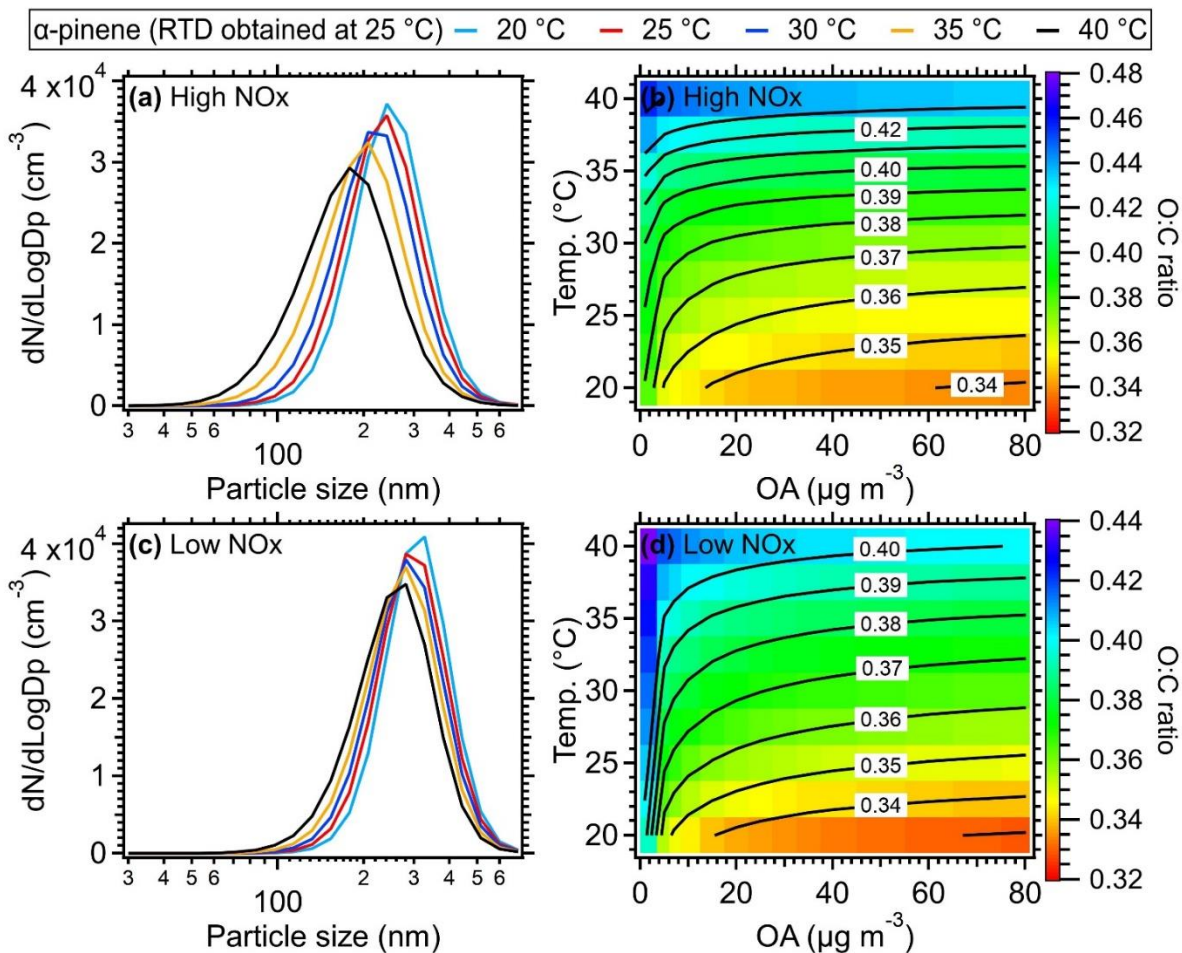 α-pinene (RTD obtained at 25 °C) 20 °C 25 °C 30 °C 35 °C 40 °C
(a) High NOx
dN/dLogDp (cm⁻³)
4 x10⁴
3
2
1
0
3 4 5 6 2 3 4 5 6
100
Particle size (nm)
(b) High NOx
Temp. (°C)
40
35
30
25
20
0.42
0.40
0.39
0.38
0.37
0.36
0.35
0.34
0 20 40 60 80
OA (µg m⁻³)
0.48
0.46
0.44
0.42
0.40
0.38
0.36
0.34
0.32
O:C ratio
(c) Low NOx
dN/dLogDp (cm⁻³)
4 x10⁴
3
2
1
0
3 4 5 6 2 3 4 5 6
100
Particle size (nm)
(d) Low NOx
Temp. (°C)
40
35
30
25
20
0.40
0.39
0.38
0.37
0.36
0.35
0.34
0 20 40 60 80
OA (µg m⁻³)
0.44
0.42
0.40
0.38
0.36
0.34
0.32
O:C ratio